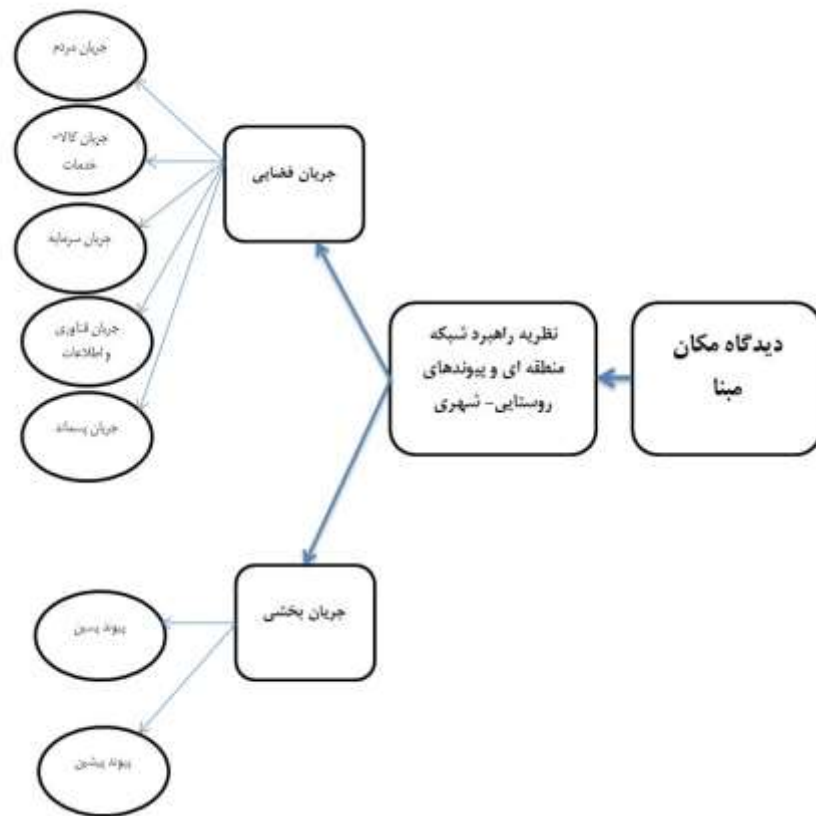 دیدگاه مکان
مبنا
نظریه راهبرد شبکه
منطقه ای و پیوندهای
روستایی- شهری
جریان فضایی
جریان مردم
جریان کالا-
خدمات
جریان سرمایه
جریان فناوری
و اطلاعات
جریان پسماند
جریان بخشی
پیوند پسین
پیوند پیشین